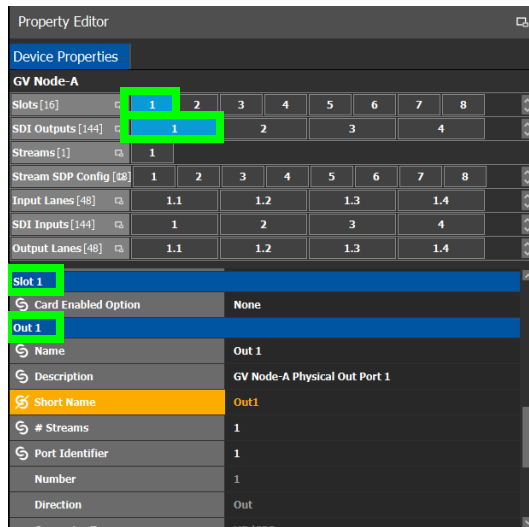 Property Editor
Device Properties
GV Node-A
Slots [16] 1 2 3 4 5 6 7 8
SDI Outputs [144] 1 2 3 4
Streams [1] 1
Stream SDP Config [48] 1 2 3 4 5 6 7 8
Input Lanes [48] 1.1 1.2 1.3 1.4
SDI Inputs [144] 1 2 3 4
Output Lanes [48] 1.1 1.2 1.3 1.4
Slot 1
Card Enabled Option None
Out 1
Name Out 1
Description GV Node-A Physical Out Port 1
Short Name Out1
# Streams 1
Port Identifier 1
Number 1
Direction Out